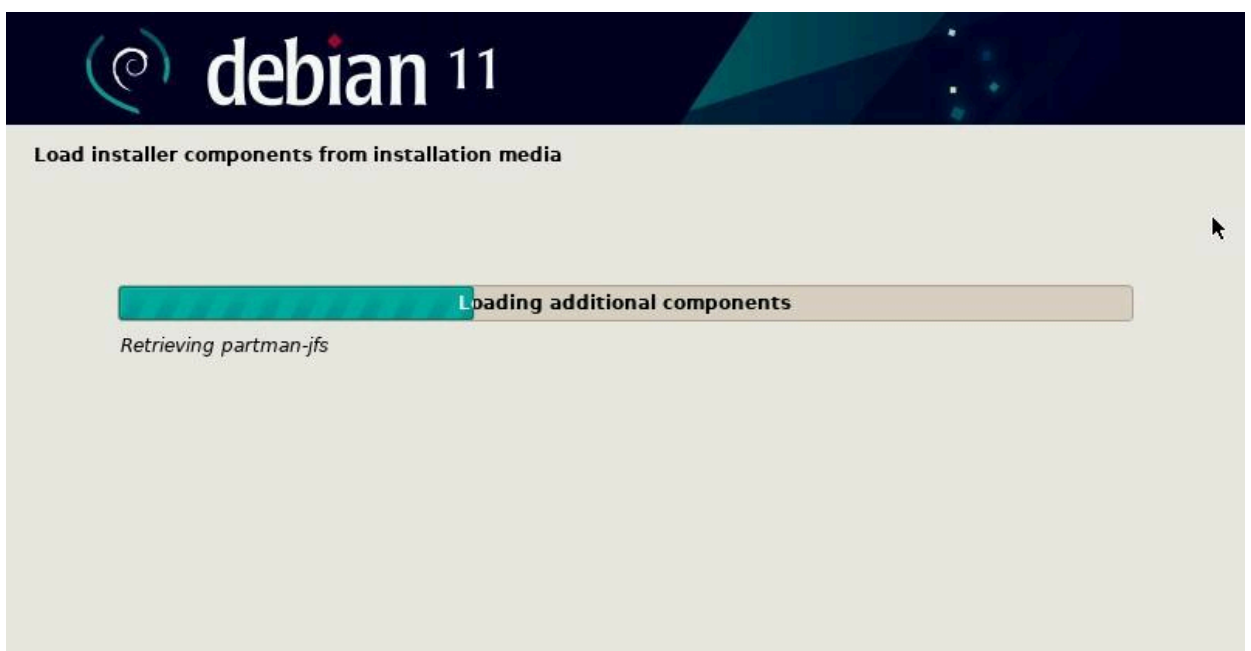 debian 11
Load installer components from installation media
Loading additional components
Retrieving partman-jfs